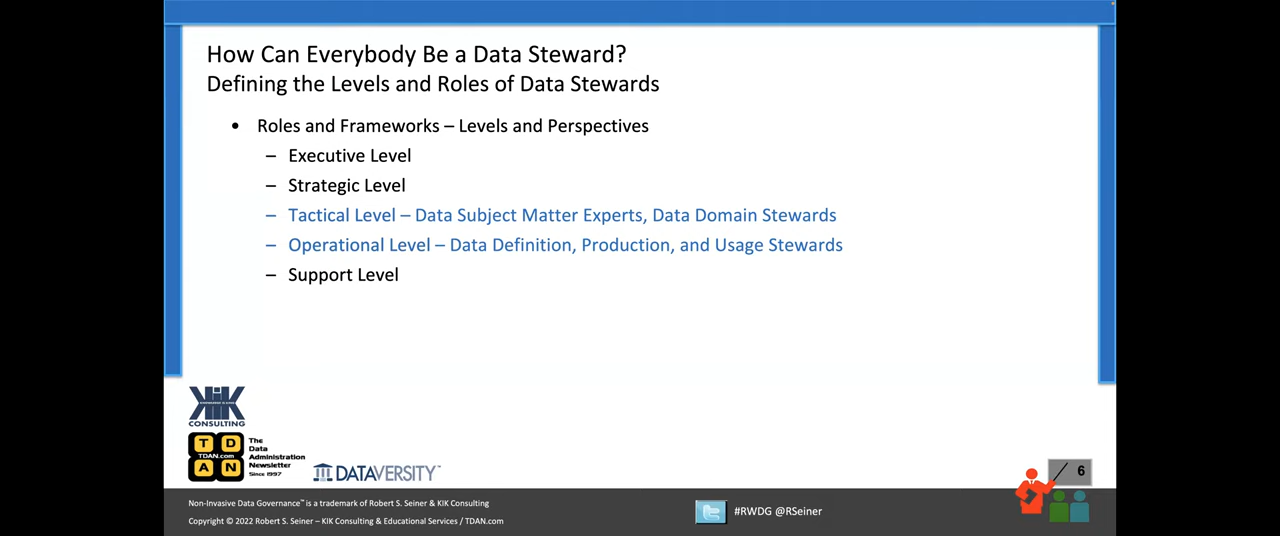 How Can Everybody Be a Data Steward?
Defining the Levels and Roles of Data Stewards
• Roles and Frameworks – Levels and Perspectives
– Executive Level
– Strategic Level
– Tactical Level – Data Subject Matter Experts, Data Domain Stewards
– Operational Level – Data Definition, Production, and Usage Stewards
– Support Level
KIK
CONSULTING
T D
TDAN.com
A N
The
Data
Administration
Newsletter
Since 1997
DATAVERSITY™
6
Non-Invasive Data Governance™ is a trademark of Robert S. Seiner & KIK Consulting
Copyright © 2022 Robert S. Seiner – KIK Consulting & Educational Services / TDAN.com
#RWDG @RSeiner